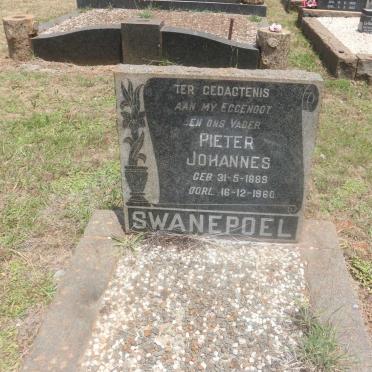 TER GEDAGTENIS
AAN MY EGGENOOT
EN ONS VADER
PIETER
JOHANNES
GEB 31-5-1889
OORL 16-12-1960
SWANEPOEL